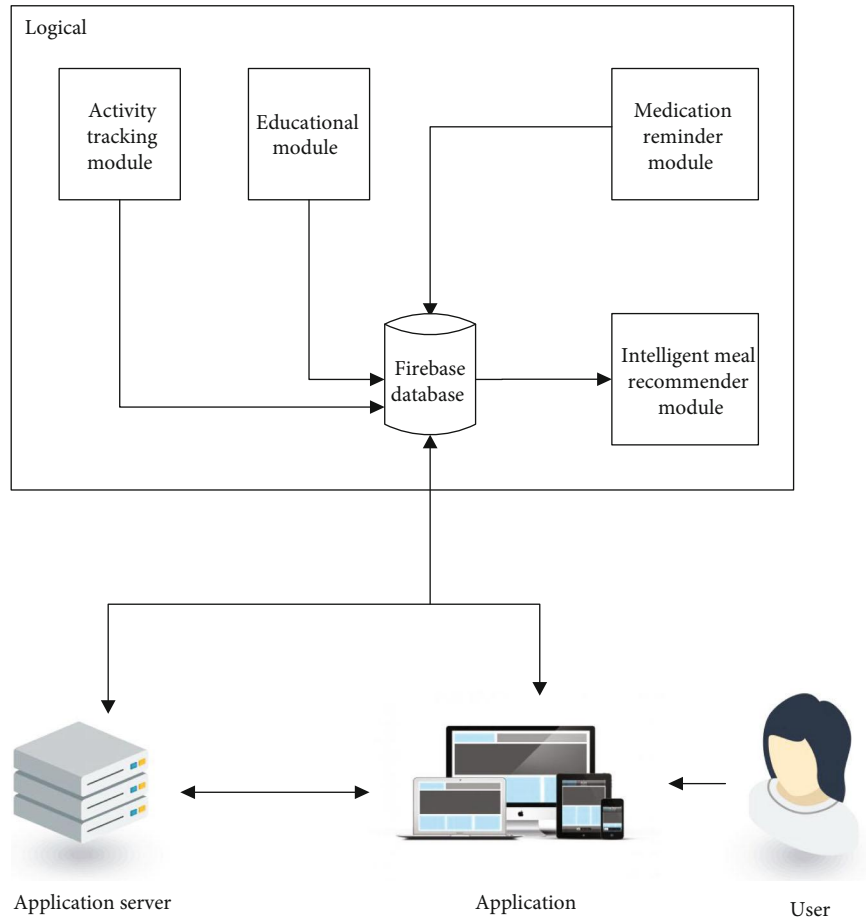 Logical
Activity
tracking
module
Educational
module
Medication
reminder
module
Firebase
database
Intelligent meal
recommender
module
Application server
Application
User